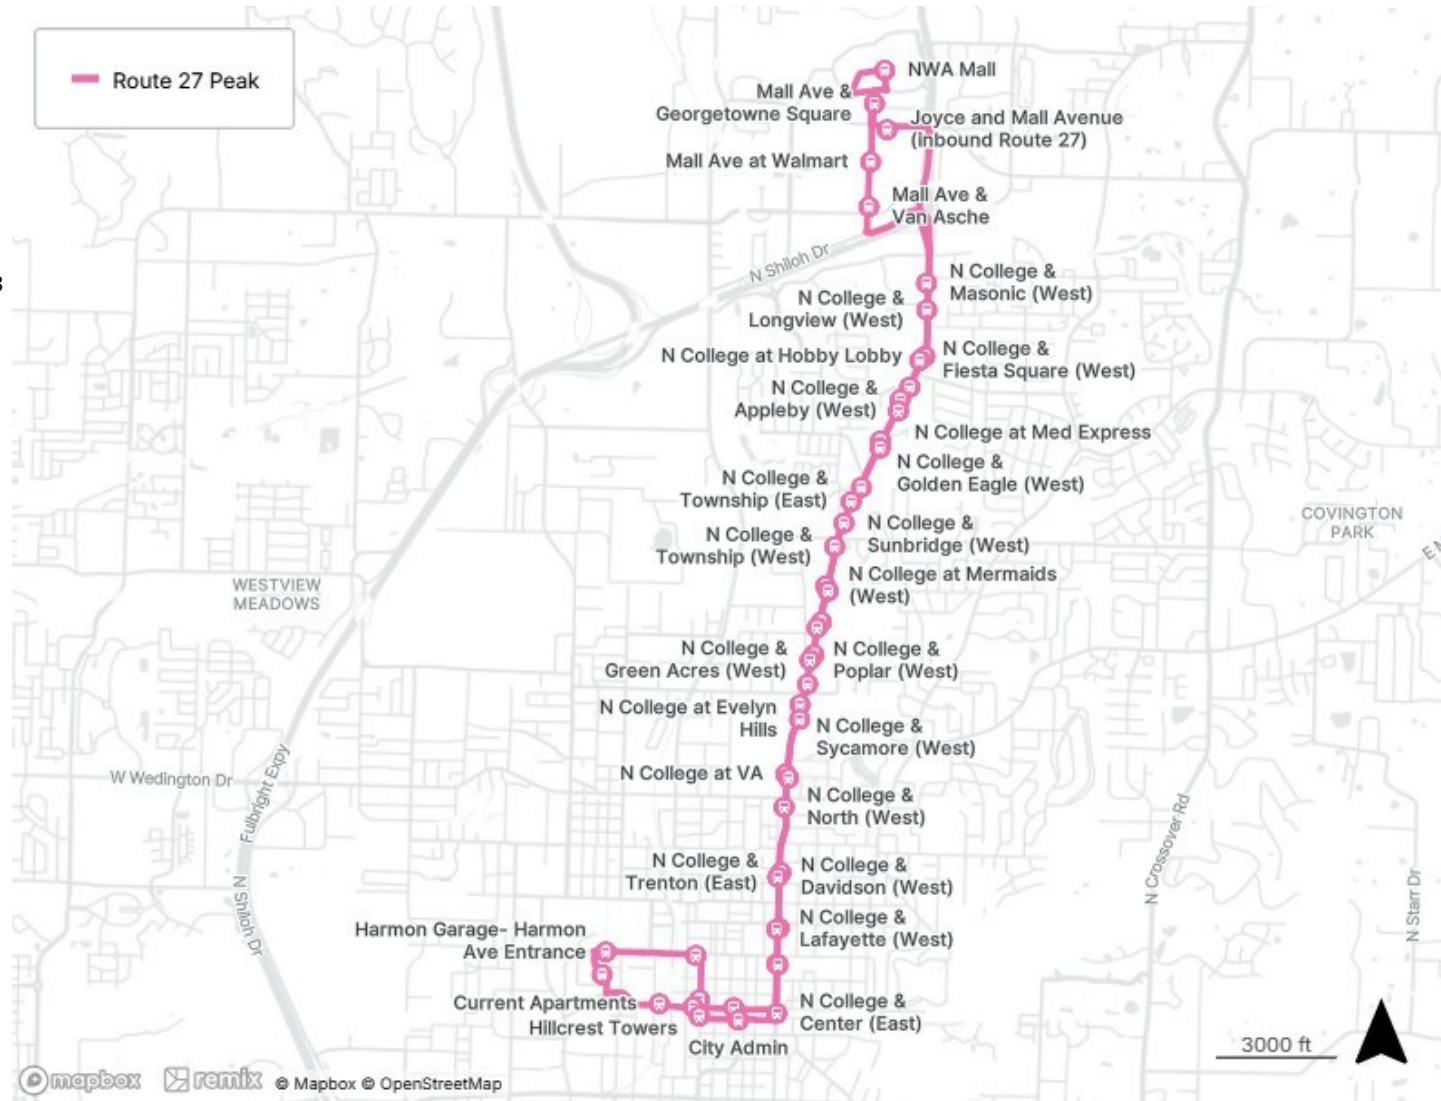 Route 27 Peak
NWA Mall
Mall Ave &
Georgetowne Square
Joyce and Mall Avenue
(inbound Route 27)
Mall Ave at Walmart
Mall Ave &
Van Asche
N Shiloh Dr
N College &
Masonic (West)
N College &
Longview (West)
N College at Hobby Lobby
N College &
Fiesta Square (West)
N College &
Appleby (West)
N College at Med Express
N College &
Golden Eagle (West)
N College &
Township (East)
COVINGTON
PARK
N College &
Sunbridge (West)
N College &
Township (West)
N College at Mermaids
(West)
WESTVIEW
MEADOWS
N College &
Green Acres (West)
N College &
Poplar (West)
N College at Evelyn
Hills
N College &
Sycamore (West)
N College at VA
W Wedington Dr
Fulbright Expy
N College &
North (West)
N Crossover Rd
N College &
Trenton (East)
N College &
Davidson (West)
N Shiloh Dr
N Starr Dr
N College &
Lafayette (West)
Harmon Garage- Harmon
Ave Entrance
Current Apartments
N College &
Center (East)
Hillcrest Towers
City Admin
3000 ft
mapbox remix © Mapbox © OpenStreetMap